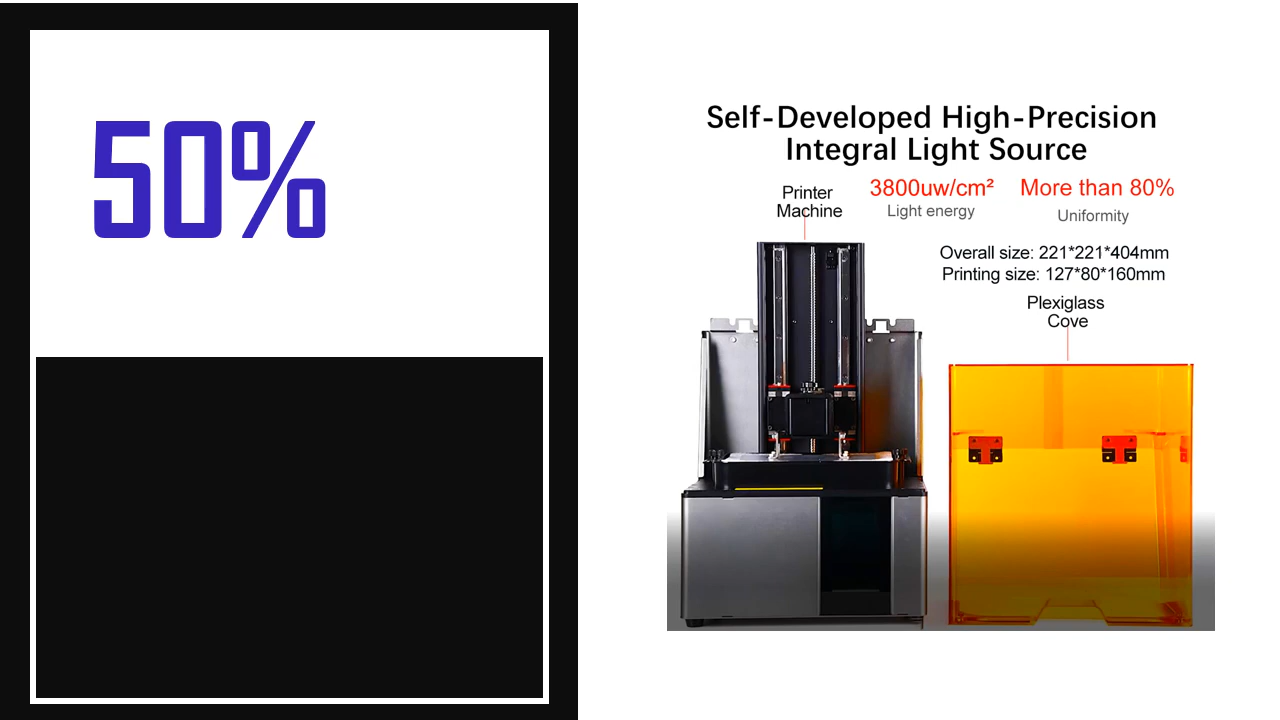 50%
Self-Developed High-Precision
Integral Light Source
Printer
Machine
3800uw/cm²
Light energy
More than 80%
Uniformity
Overall size: 221*221*404mm
Printing size: 127*80*160mm
Plexiglass
Cove